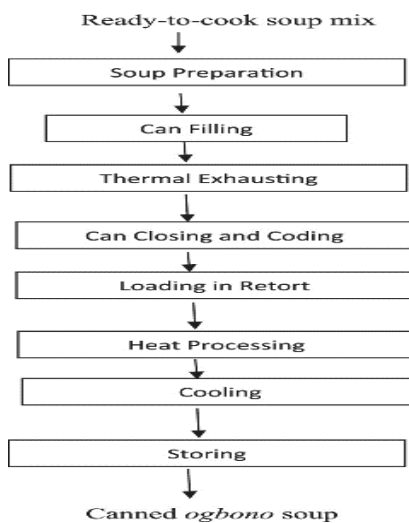 Ready-to-cook soup mix
Soup Preparation
Can Filling
Thermal Exhausting
Can Closing and Coding
Loading in Retort
Heat Processing
Cooling
Storing
Canned ogbono soup